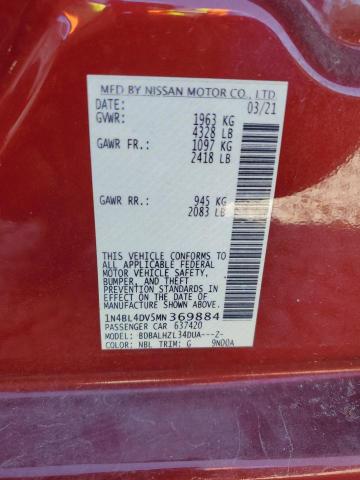 MFD BY NISSAN MOTOR CO., LTD.
DATE: 03/21
GVWR: 1963 KG
4328 LB
GAWR FR.: 1097 KG
2418 LB
GAWR RR.: 945 KG
2083 LB
THIS VEHICLE CONFORMS
TO ALL APPLICABLE FEDERAL
MOTOR VEHICLE SAFETY,
BUMPER, AND THEFT
PREVENTION STANDARDS IN
EFFECT ON THE DATE OF
MANUFACTURE SHOWN ABOVE.
1N4BL4DV5MN369884
PASSENGER CAR 637420
MODEL: BDBALHZL34DUA---Z-
COLOR: NBL TRIM: G 9N00A